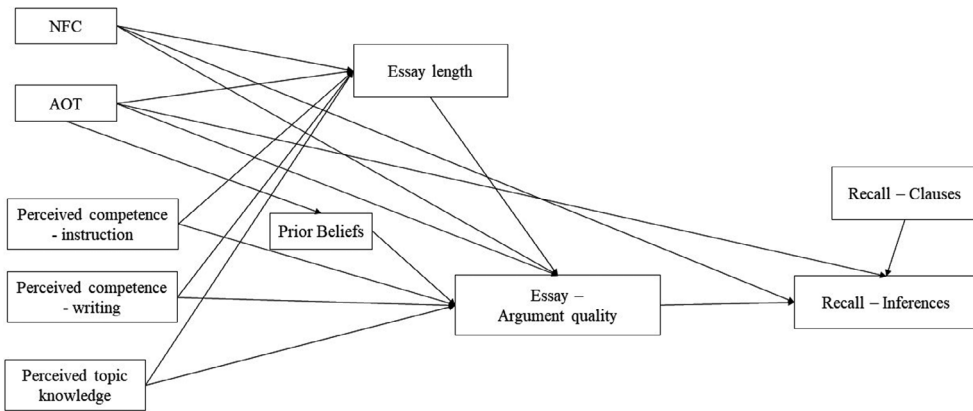 NFC
Essay length
AOT
Recall – Clauses
Perceived competence
- instruction
Prior Beliefs
Perceived competence
- writing
Essay –
Argument quality
Recall – Inferences
Perceived topic
knowledge